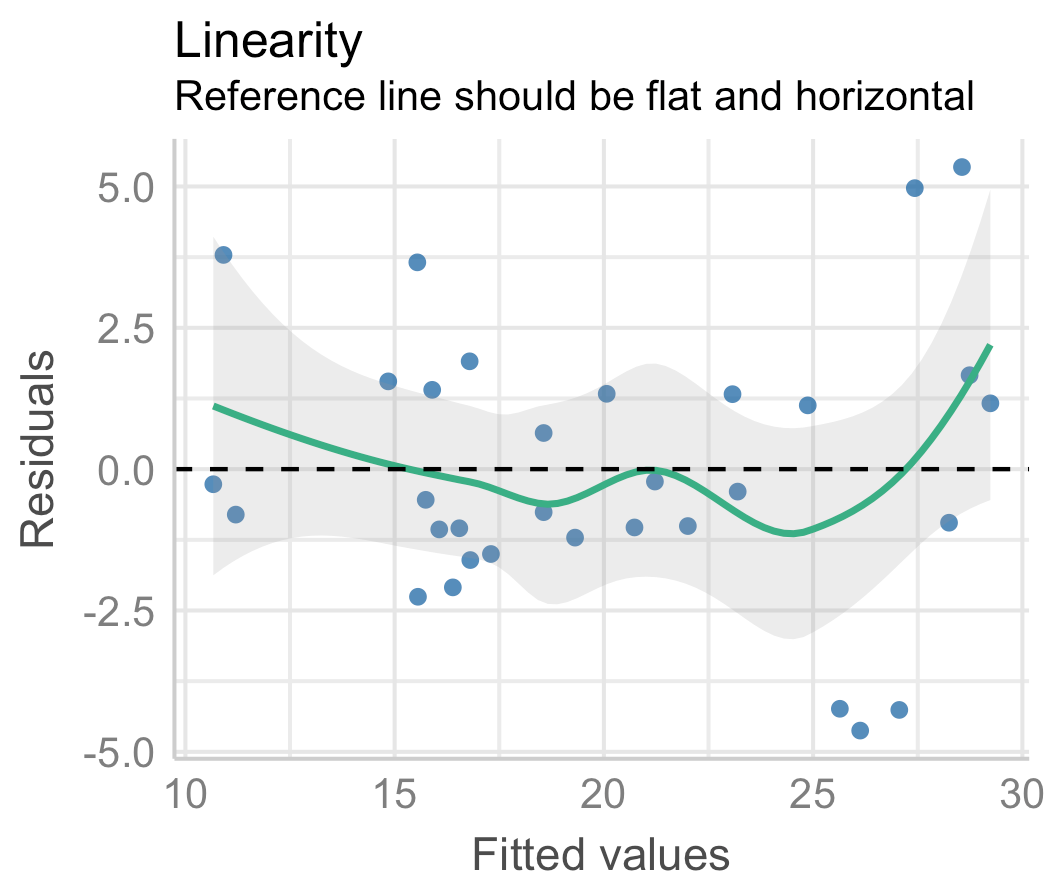 Linearity
Reference line should be flat and horizontal
Residuals
5.0
2.5
0.0
-2.5
-5.0
10 15 20 25 30
Fitted values